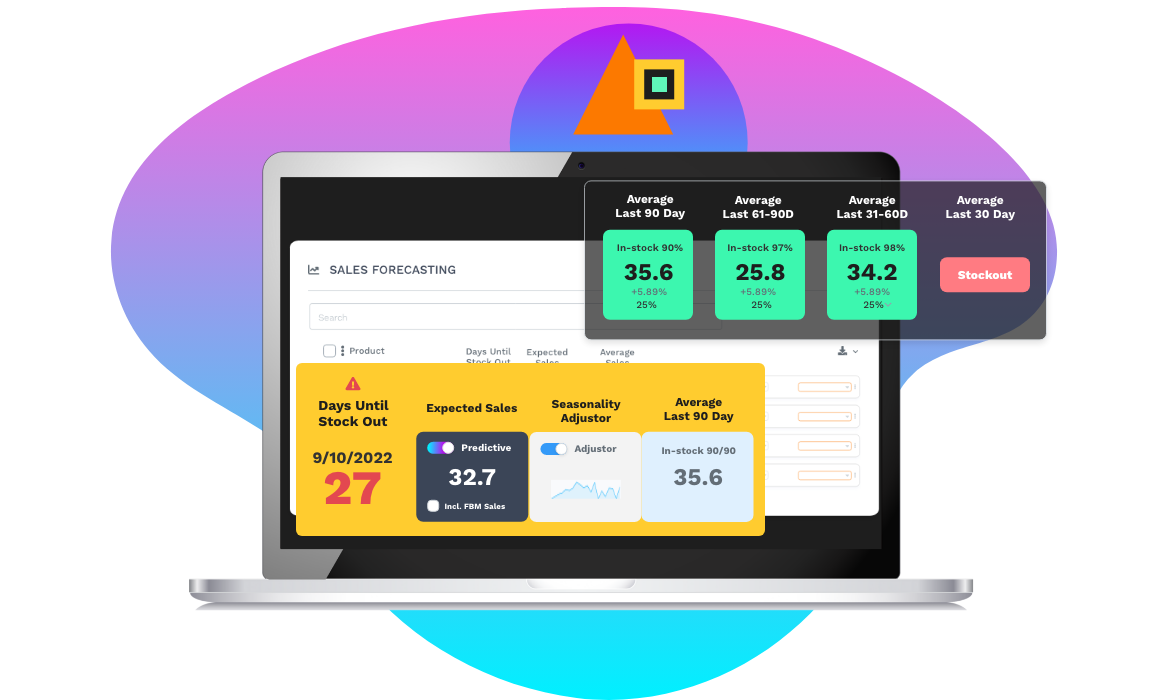 Average
Last 90 Day
Average
Last 61-90D
Average
Last 31-60D
Average
Last 30 Day
In-stock 90%
35.6
+5.89%
25%
In-stock 97%
25.8
+5.89%
25%
In-stock 98%
34.2
+5.89%
25%
Stockout
SALES FORECASTING
Search
Product
Days Until
Stock Out
Expected
Sales
Average
Sales
Days Until
Stock Out
9/10/2022
27
Expected Sales
Predictive
32.7
Incl. FBM Sales
Seasonality
Adjustor
Adjustor
Average
Last 90 Day
In-stock 90/90
35.6